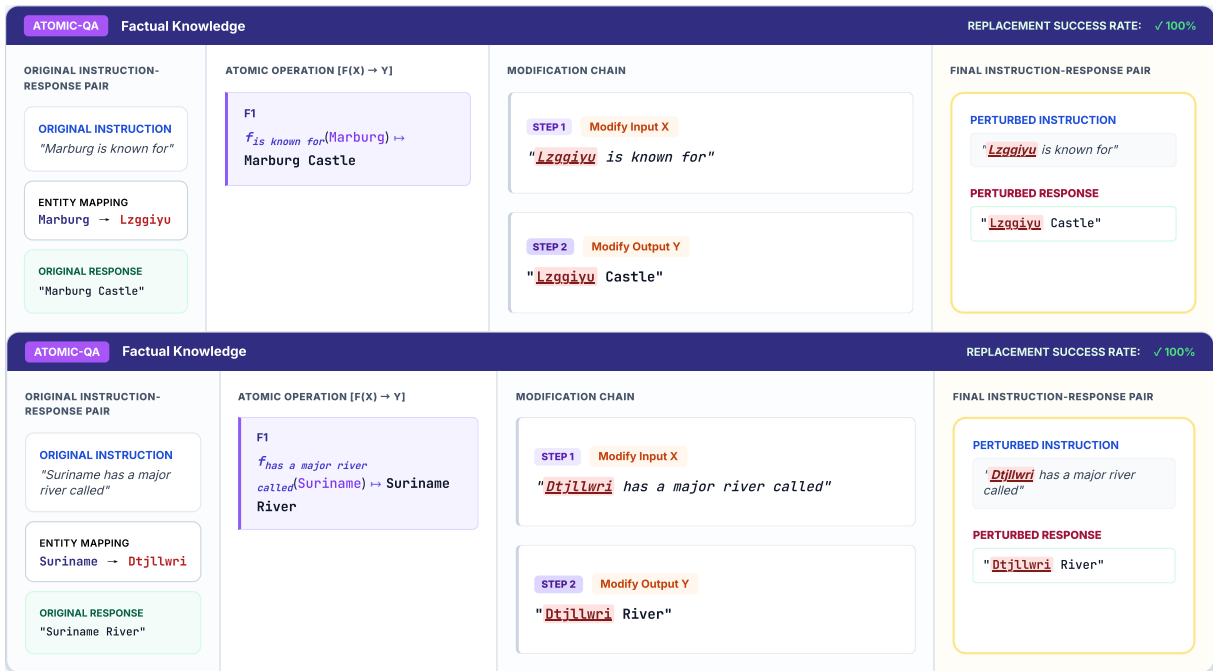 ATOMIC-QA Factual Knowledge REPLACEMENT SUCCESS RATE: ✓ 100%
ORIGINAL INSTRUCTION-
RESPONSE PAIR
ORIGINAL INSTRUCTION
"Marburg is known for"
ENTITY MAPPING
Marburg → Lzggiyu
ORIGINAL RESPONSE
"Marburg Castle"
ATOMIC OPERATION [F(X) → Y]
F1
f is known for(Marburg) ↦
Marburg Castle
MODIFICATION CHAIN
STEP 1 Modify Input X
"Lzggiyu is known for"
STEP 2 Modify Output Y
"Lzggiyu Castle"
FINAL INSTRUCTION-RESPONSE PAIR
PERTURBED INSTRUCTION
"Lzggiyu is known for"
PERTURBED RESPONSE
"Lzggiyu Castle"
ATOMIC-QA Factual Knowledge REPLACEMENT SUCCESS RATE: ✓ 100%
ORIGINAL INSTRUCTION-
RESPONSE PAIR
ORIGINAL INSTRUCTION
"Suriname has a major
river called"
ENTITY MAPPING
Suriname → Dtjllwri
ORIGINAL RESPONSE
"Suriname River"
ATOMIC OPERATION [F(X) → Y]
F1
f has a major river
called(Suriname) ↦ Suriname
River
MODIFICATION CHAIN
STEP 1 Modify Input X
"Dtjllwri has a major river called"
STEP 2 Modify Output Y
"Dtjllwri River"
FINAL INSTRUCTION-RESPONSE PAIR
PERTURBED INSTRUCTION
"Dtjllwri has a major river
called"
PERTURBED RESPONSE
"Dtjllwri River"